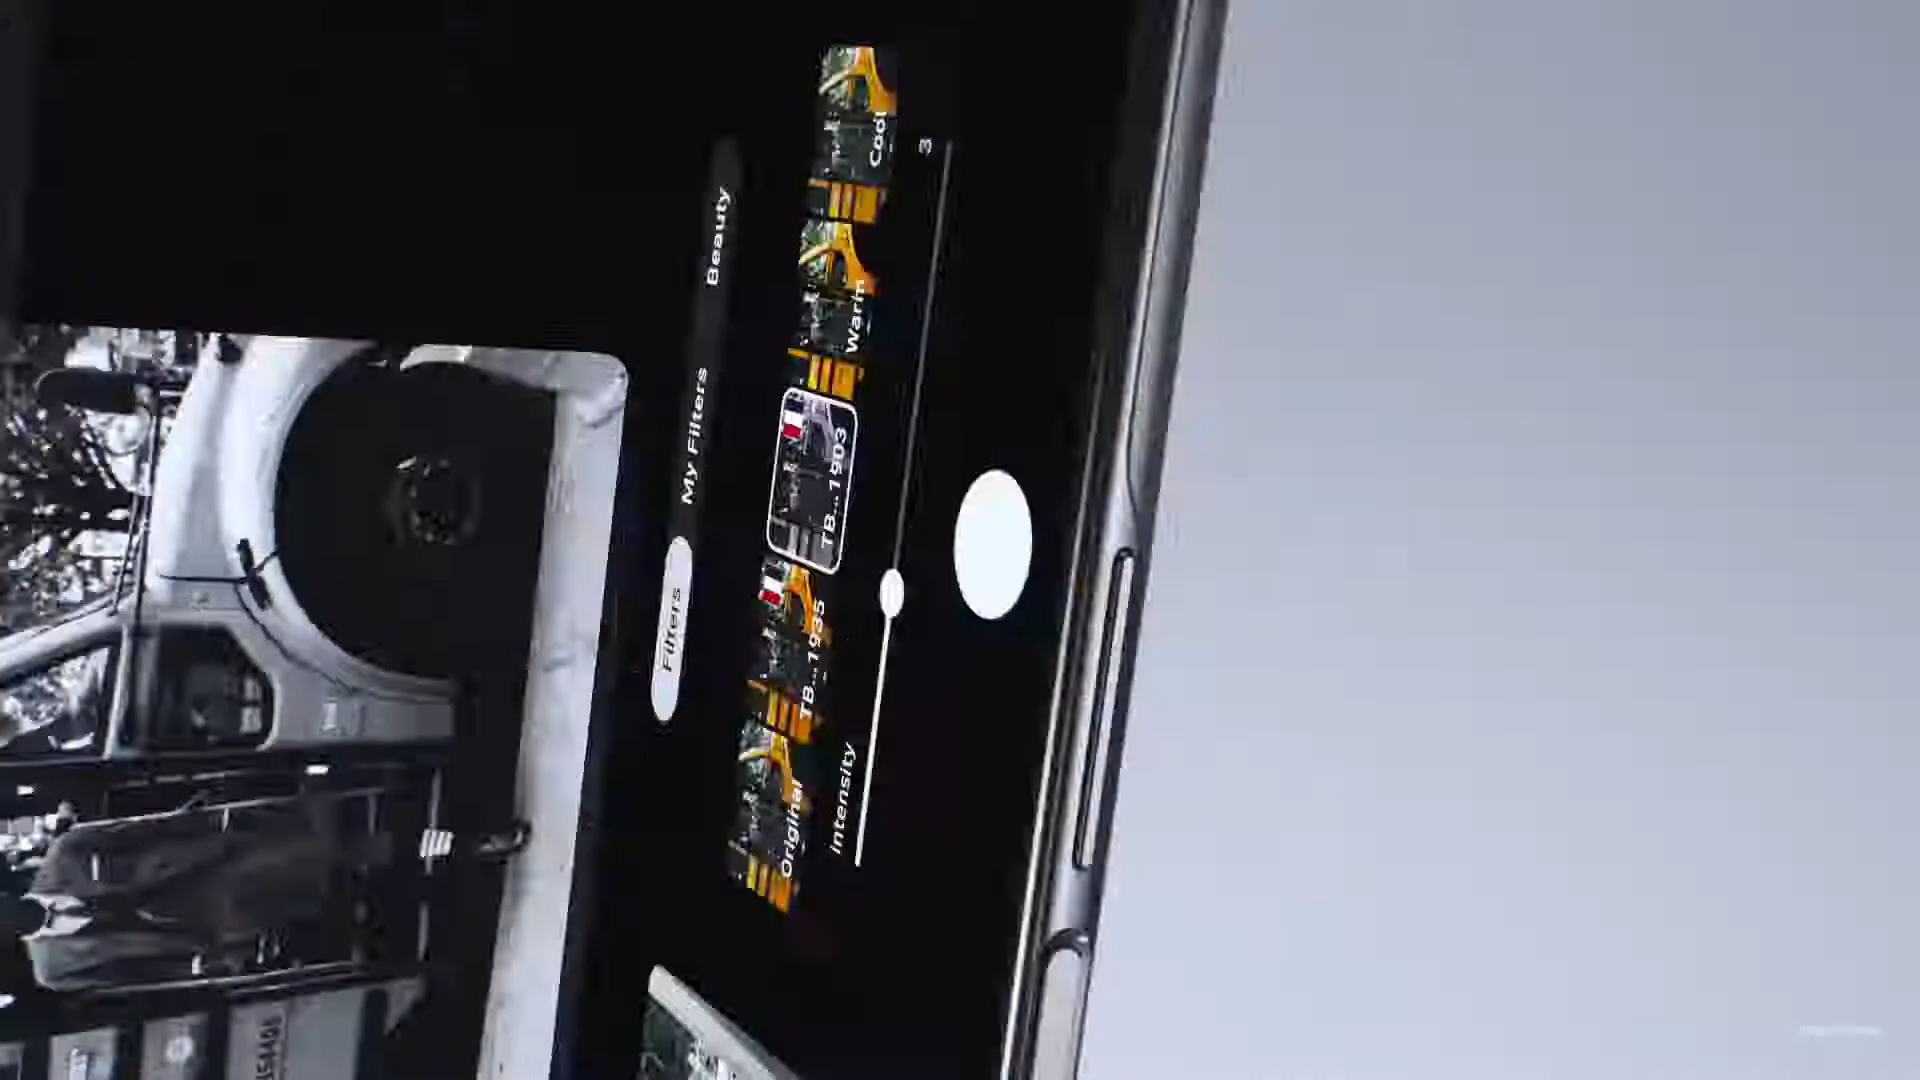 Filters My Filters Beauty
Original TB...1935 TB...1903 Warm Cool
Intensity 3